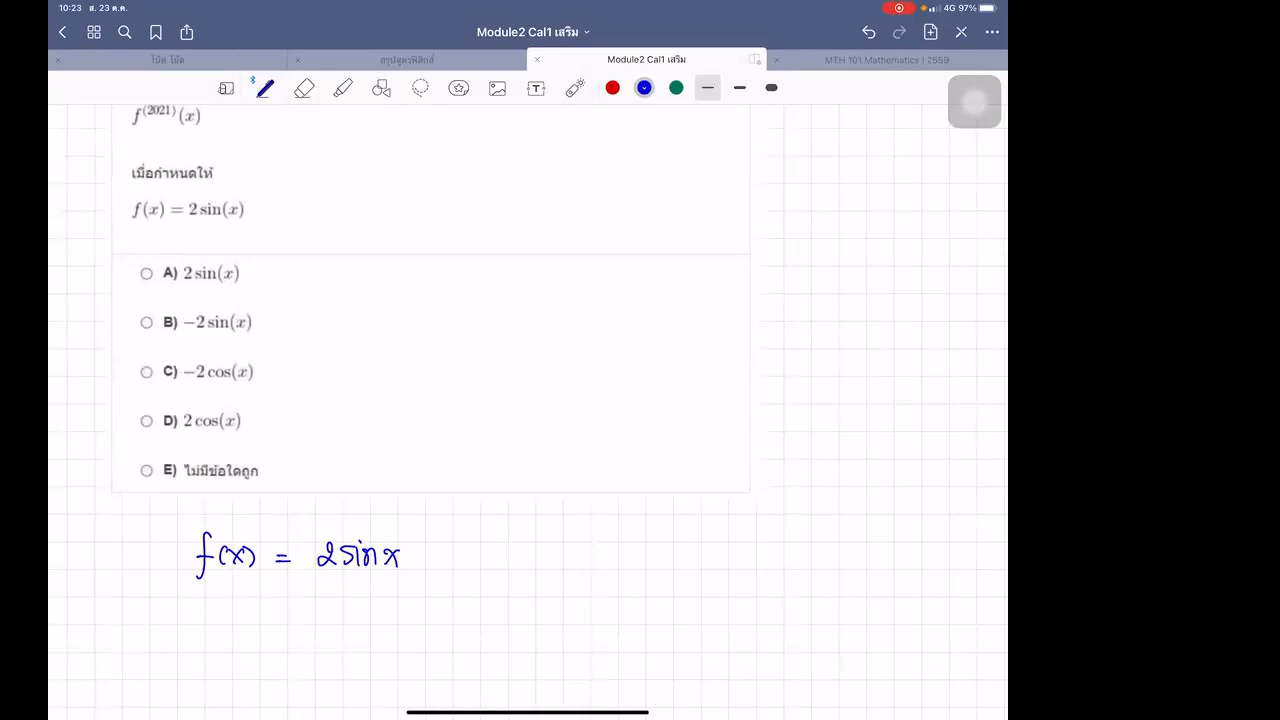 10:23 ส. 23 ต.ค.
4G 97%
Module2 Cal1 เสริม
โน้ต โน้ต
สรุปสูตรฟิสิกส์
Module2 Cal1 เสริม
MTH 101 Mathematics I 2559
f^(2021)(x)
เมื่อกำหนดให้
f(x) = 2 sin(x)
A) 2 sin(x)
B) −2 sin(x)
C) −2 cos(x)
D) 2 cos(x)
E) ไม่มีข้อใดถูก
f(x) = 2 sin x